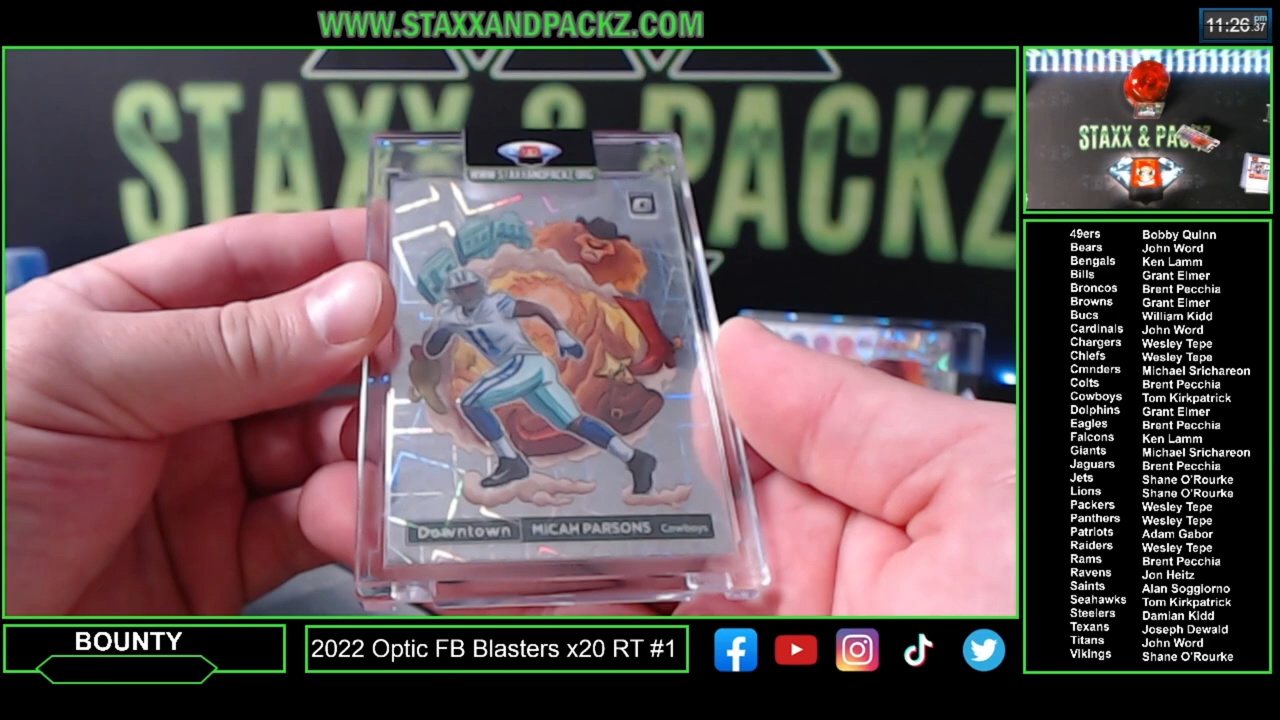 WWW.STAXXANDPACKZ.COM
11:26 pm .37
STAXX & PACKZ
WWW.STAXXANDPACKZ.ORG
11
Downtown MICAH PARSONS Cowboys
STAXX & PACKZ
49ers Bobby Quinn
Bears John Word
Bengals Ken Lamm
Bills Grant Elmer
Broncos Brent Pecchia
Browns Grant Elmer
Bucs William Kidd
Cardinals John Word
Chargers Wesley Tepe
Chiefs Wesley Tepe
Cmnders Michael Srichareon
Colts Brent Pecchia
Cowboys Tom Kirkpatrick
Dolphins Grant Elmer
Eagles Brent Pecchia
Falcons Ken Lamm
Giants Michael Srichareon
Jaguars Brent Pecchia
Jets Shane O'Rourke
Lions Shane O'Rourke
Packers Wesley Tepe
Panthers Wesley Tepe
Patriots Adam Gabor
Raiders Wesley Tepe
Rams Brent Pecchia
Ravens Jon Heitz
Saints Alan Soggiorno
Seahawks Tom Kirkpatrick
Steelers Damian Kidd
Texans Joseph Dewald
Titans John Word
Vikings Shane O'Rourke
BOUNTY
2022 Optic FB Blasters x20 RT #1